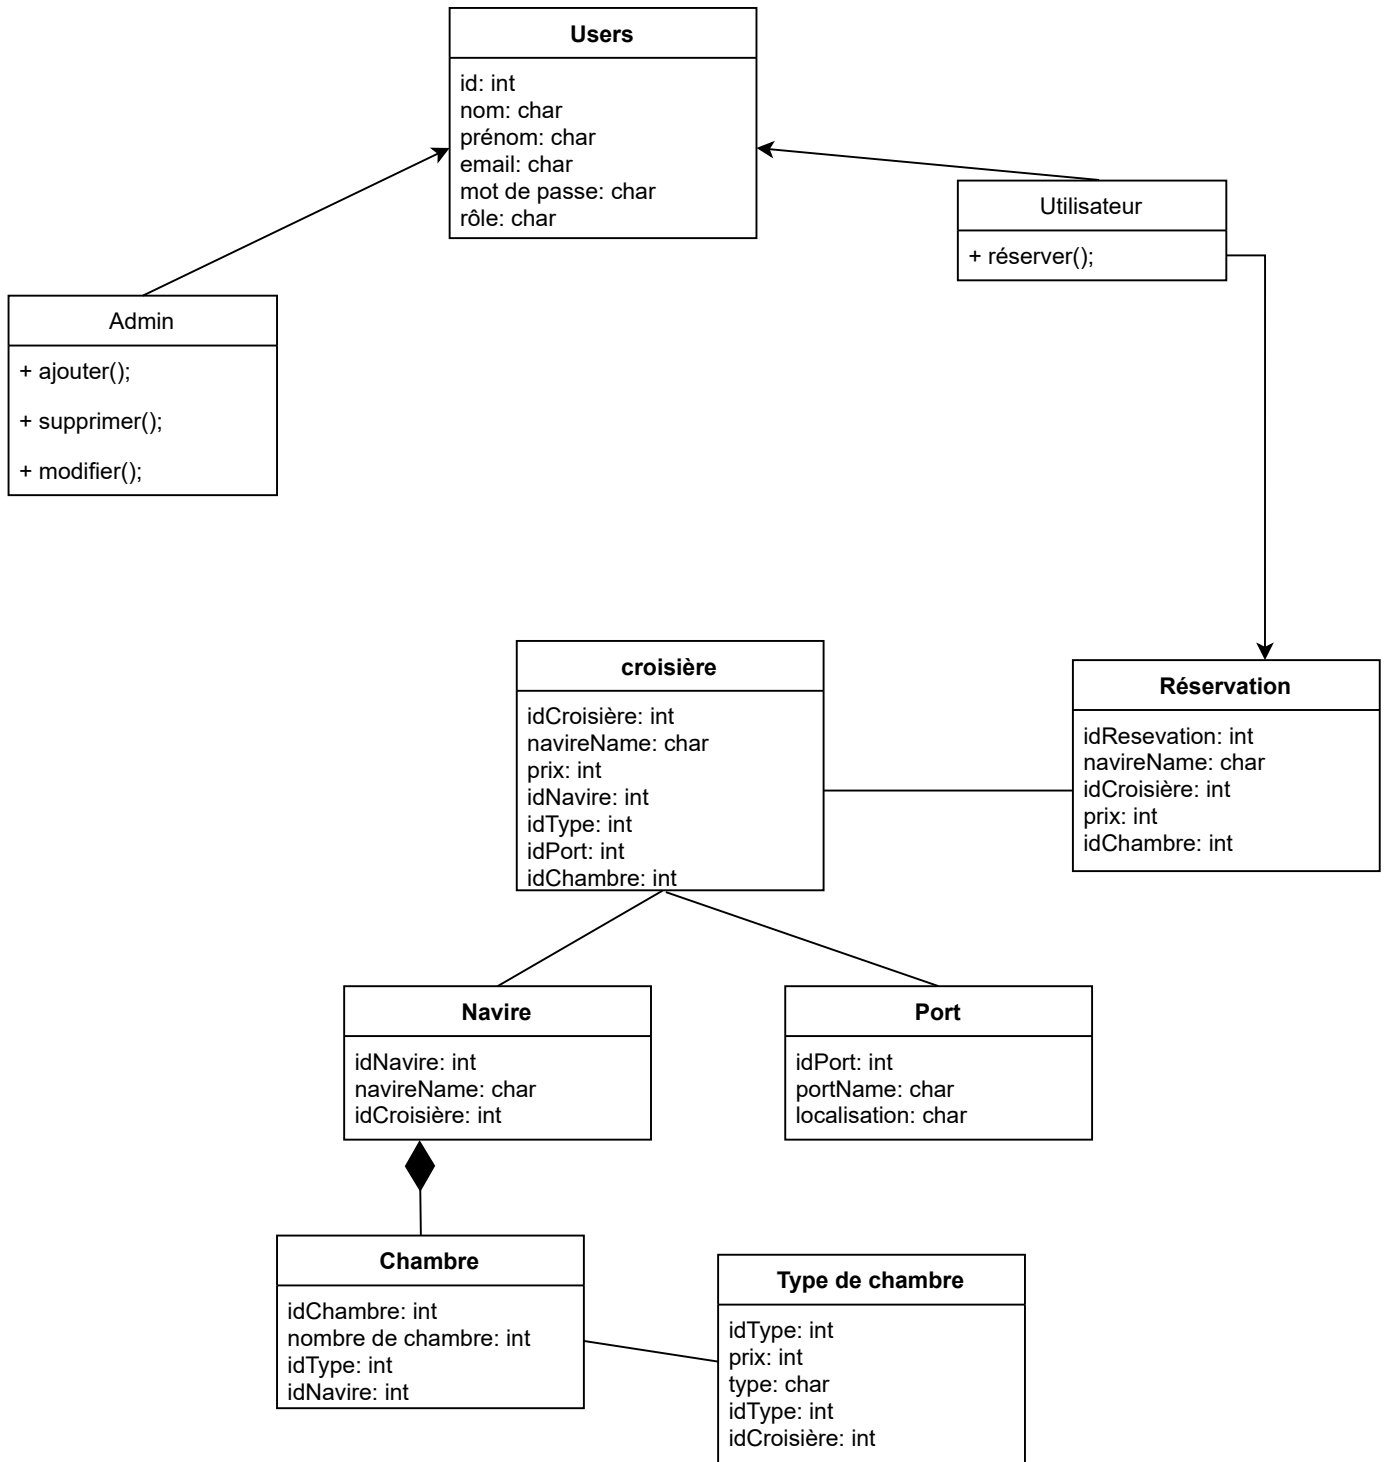 Users
id: int
nom: char
prénom: char
email: char
mot de passe: char
rôle: char
Utilisateur
+ réserver();
Admin
+ ajouter();
+ supprimer();
+ modifier();
croisière
idCroisière: int
navireName: char
prix: int
idNavire: int
idType: int
idPort: int
idChambre: int
Réservation
idResevation: int
navireName: char
idCroisière: int
prix: int
idChambre: int
Navire
idNavire: int
navireName: char
idCroisière: int
Port
idPort: int
portName: char
localisation: char
Chambre
idChambre: int
nombre de chambre: int
idType: int
idNavire: int
Type de chambre
idType: int
prix: int
type: char
idType: int
idCroisière: int